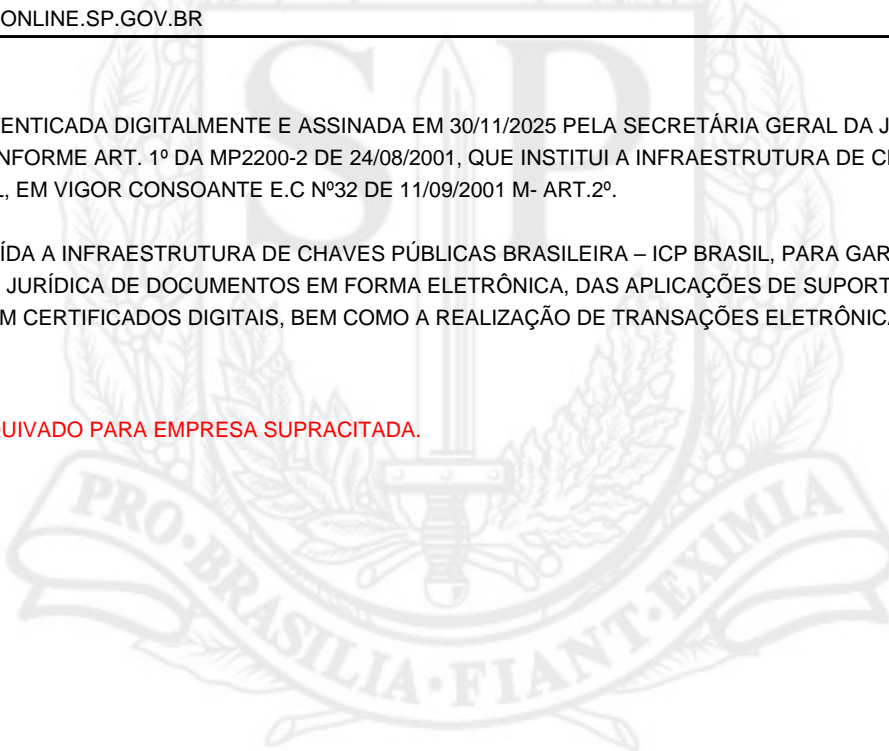 ONLINE.SP.GOV.BR
TENTICADA DIGITALMENTE E ASSINADA EM 30/11/2025 PELA SECRETÁRIA GERAL DA J
NFORME ART. 1º DA MP2200-2 DE 24/08/2001, QUE INSTITUI A INFRAESTRUTURA DE C
L, EM VIGOR CONSOANTE E.C Nº32 DE 11/09/2001 M- ART.2º.
ÍDA A INFRAESTRUTURA DE CHAVES PÚBLICAS BRASILEIRA – ICP BRASIL, PARA GAR
JURÍDICA DE DOCUMENTOS EM FORMA ELETRÔNICA, DAS APLICAÇÕES DE SUPORT
M CERTIFICADOS DIGITAIS, BEM COMO A REALIZAÇÃO DE TRANSAÇÕES ELETRÔNICA
QUIVADO PARA EMPRESA SUPRACITADA.
SP
PRO·BRASILIA·FIANT·EXIMIA